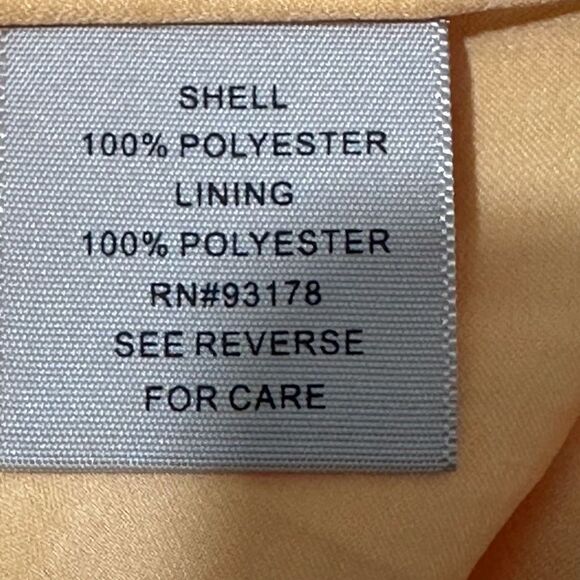 SHELL
100% POLYESTER
LINING
100% POLYESTER
RN#93178
SEE REVERSE
FOR CARE